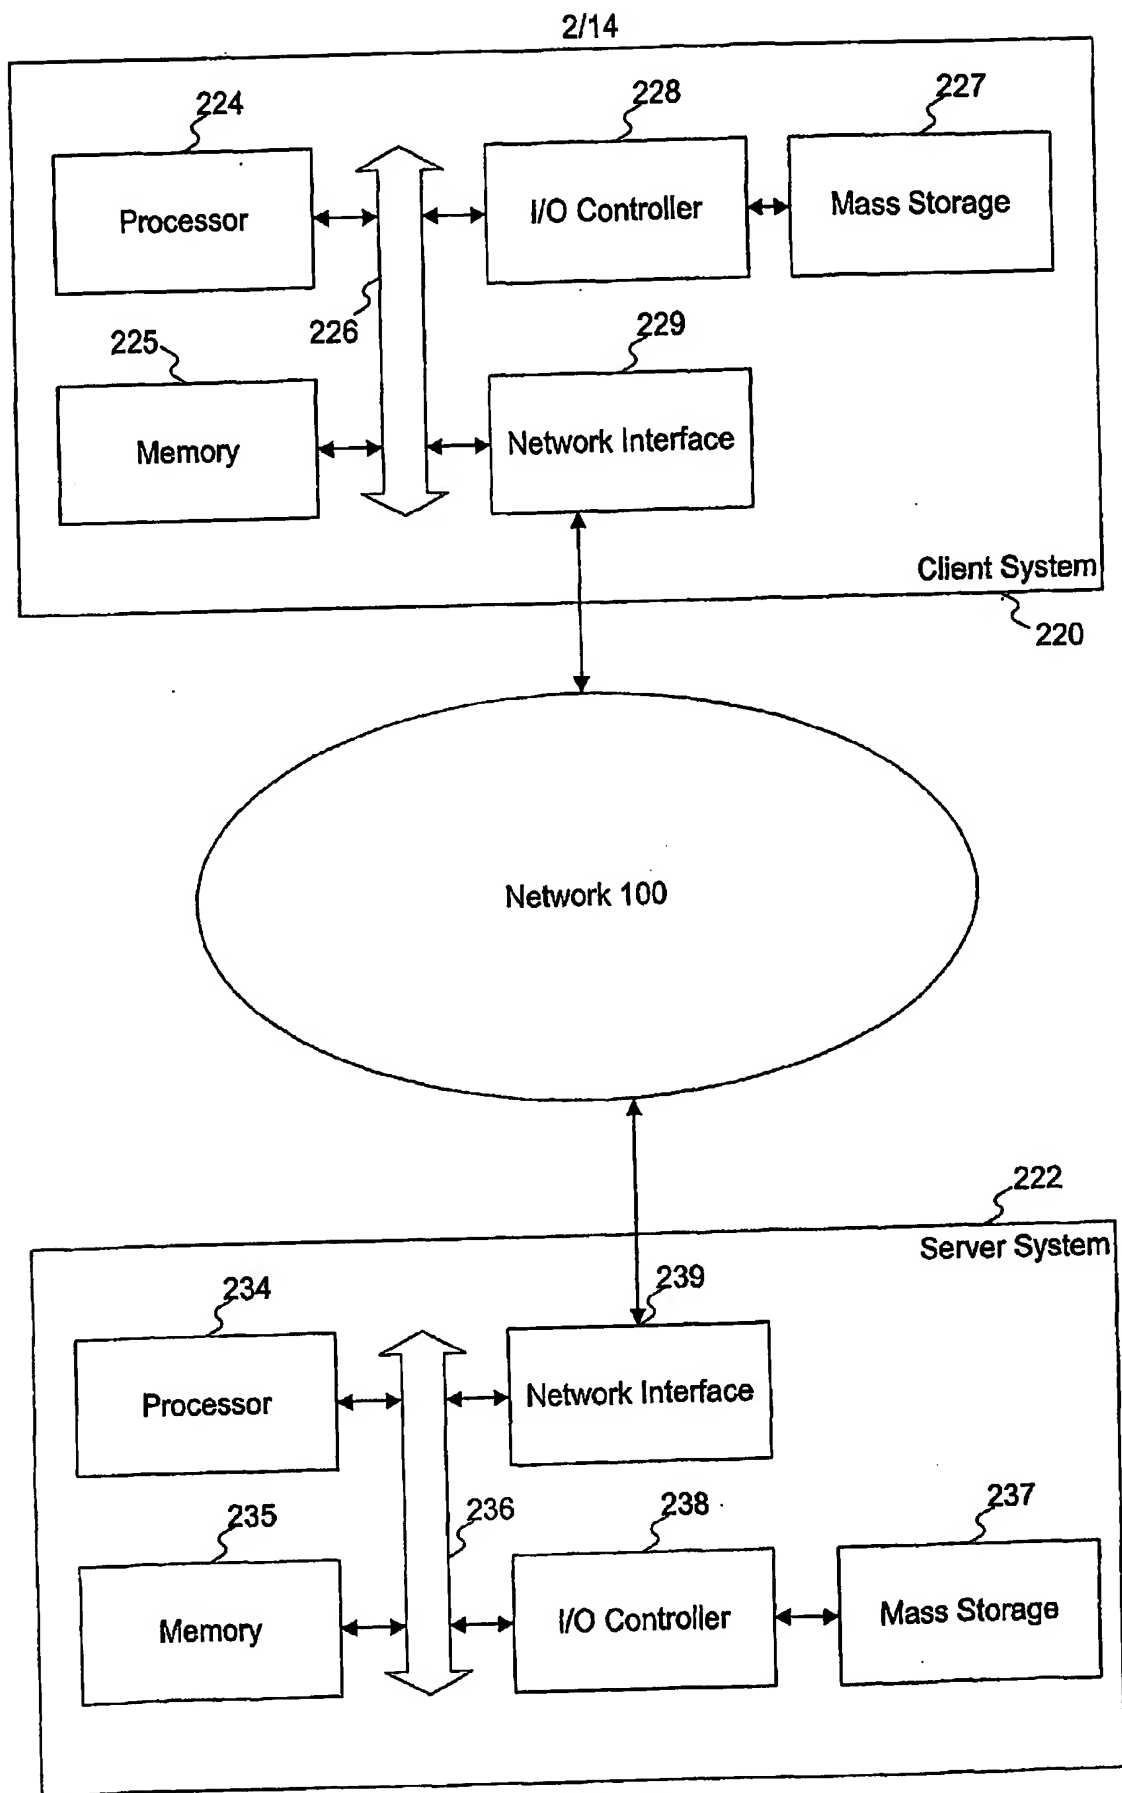 2/14
224
228
227
Processor
I/O Controller
Mass Storage
226
225
229
Memory
Network Interface
Client System
220
Network 100
222
Server System
234
239
Processor
Network Interface
235
236
238
237
Memory
I/O Controller
Mass Storage